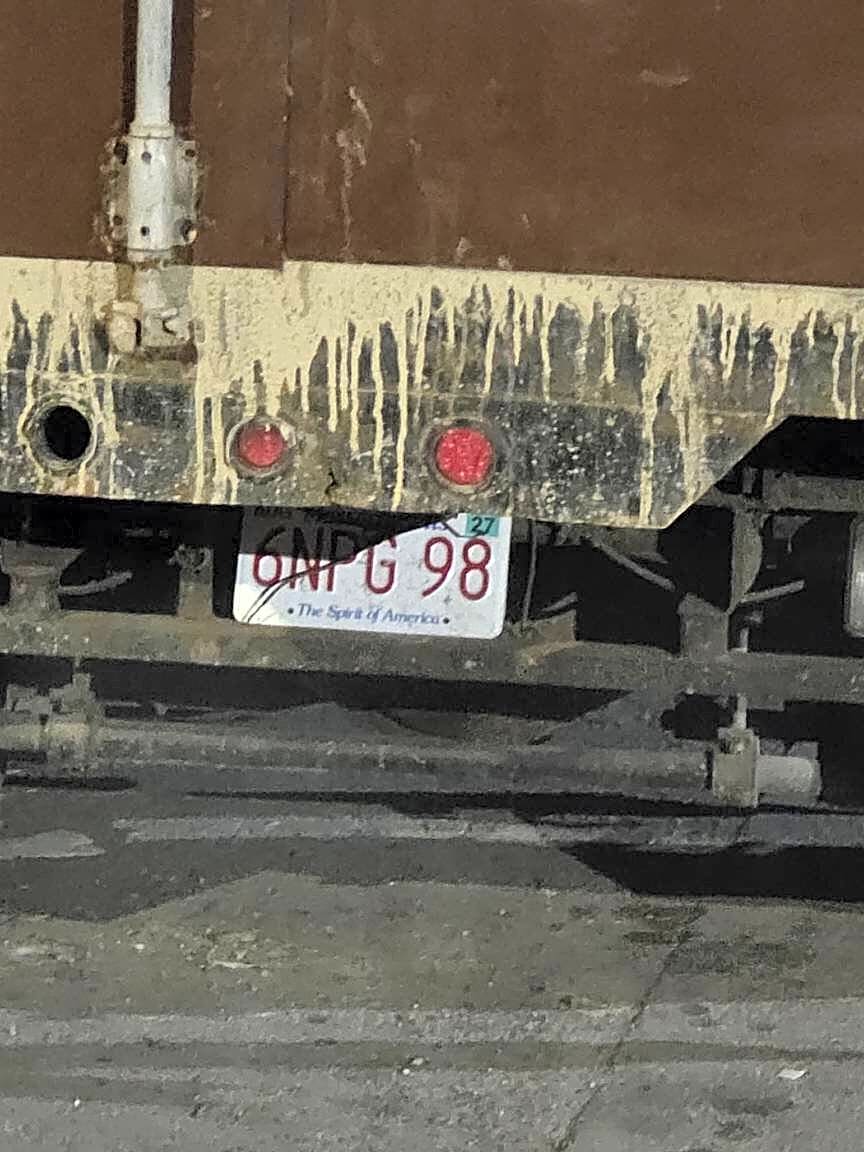 27
6NPG 98
• The Spirit of America •